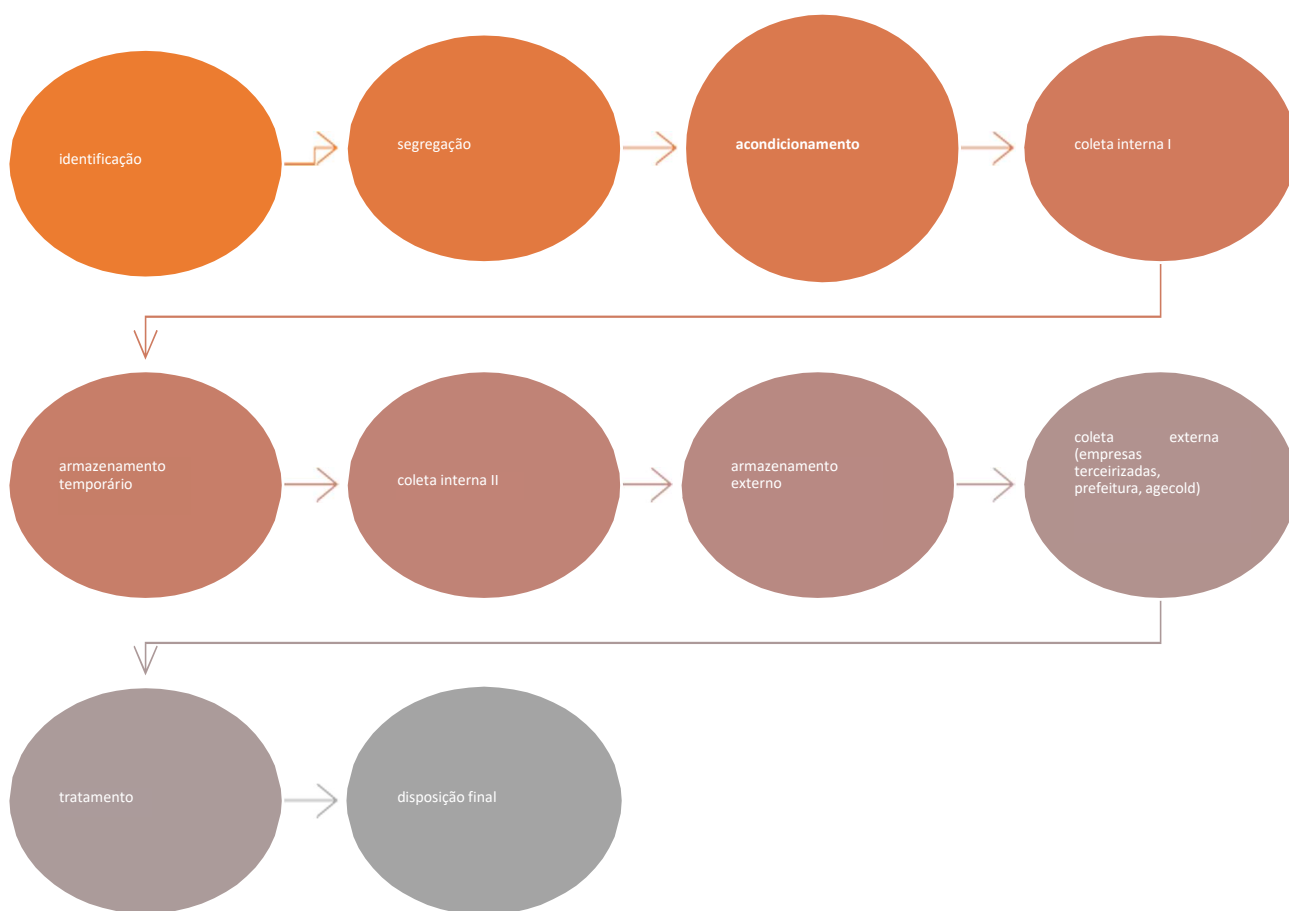 identificação
segregação
acondicionamento
coleta interna I
armazenamento
temporário
coleta interna II
armazenamento
externo
coleta externa
(empresas
terceirizadas,
prefeitura, agecold)
tratamento
disposição final